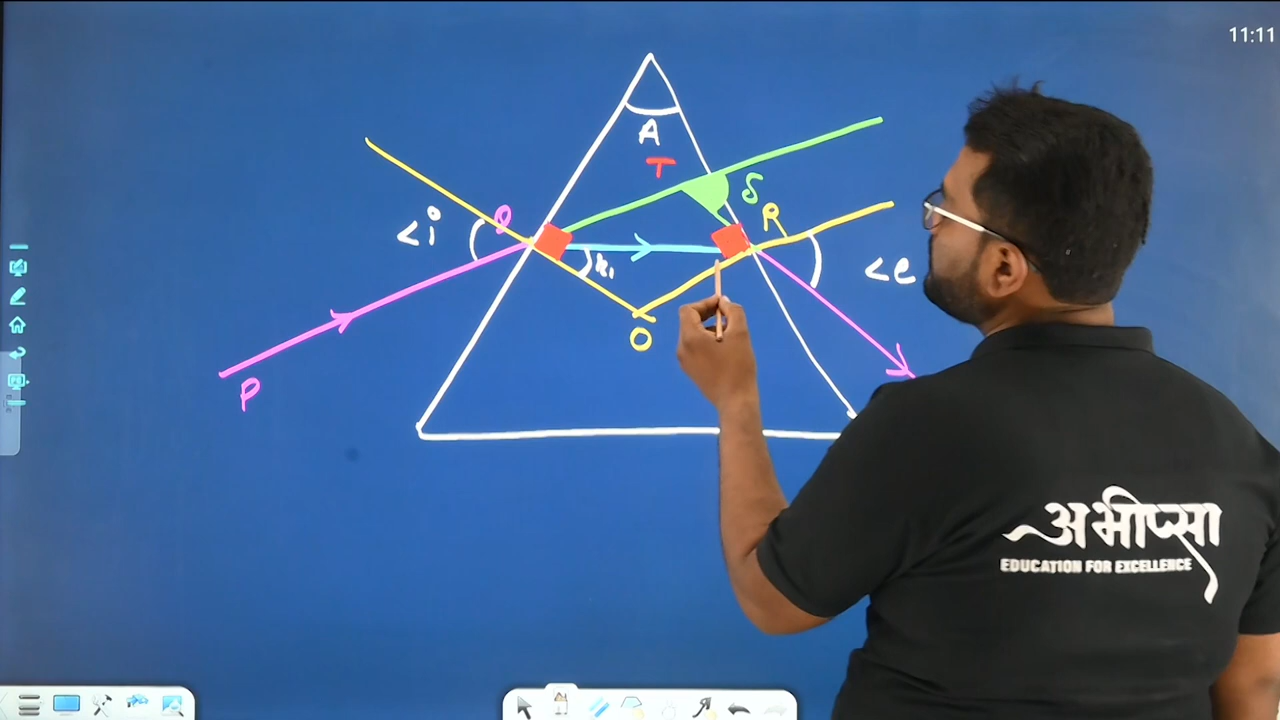 11:11
A
T
δ
<i
Q
R
r₁
<e
O
P
अभीप्सा
EDUCATION FOR EXCELLENCE